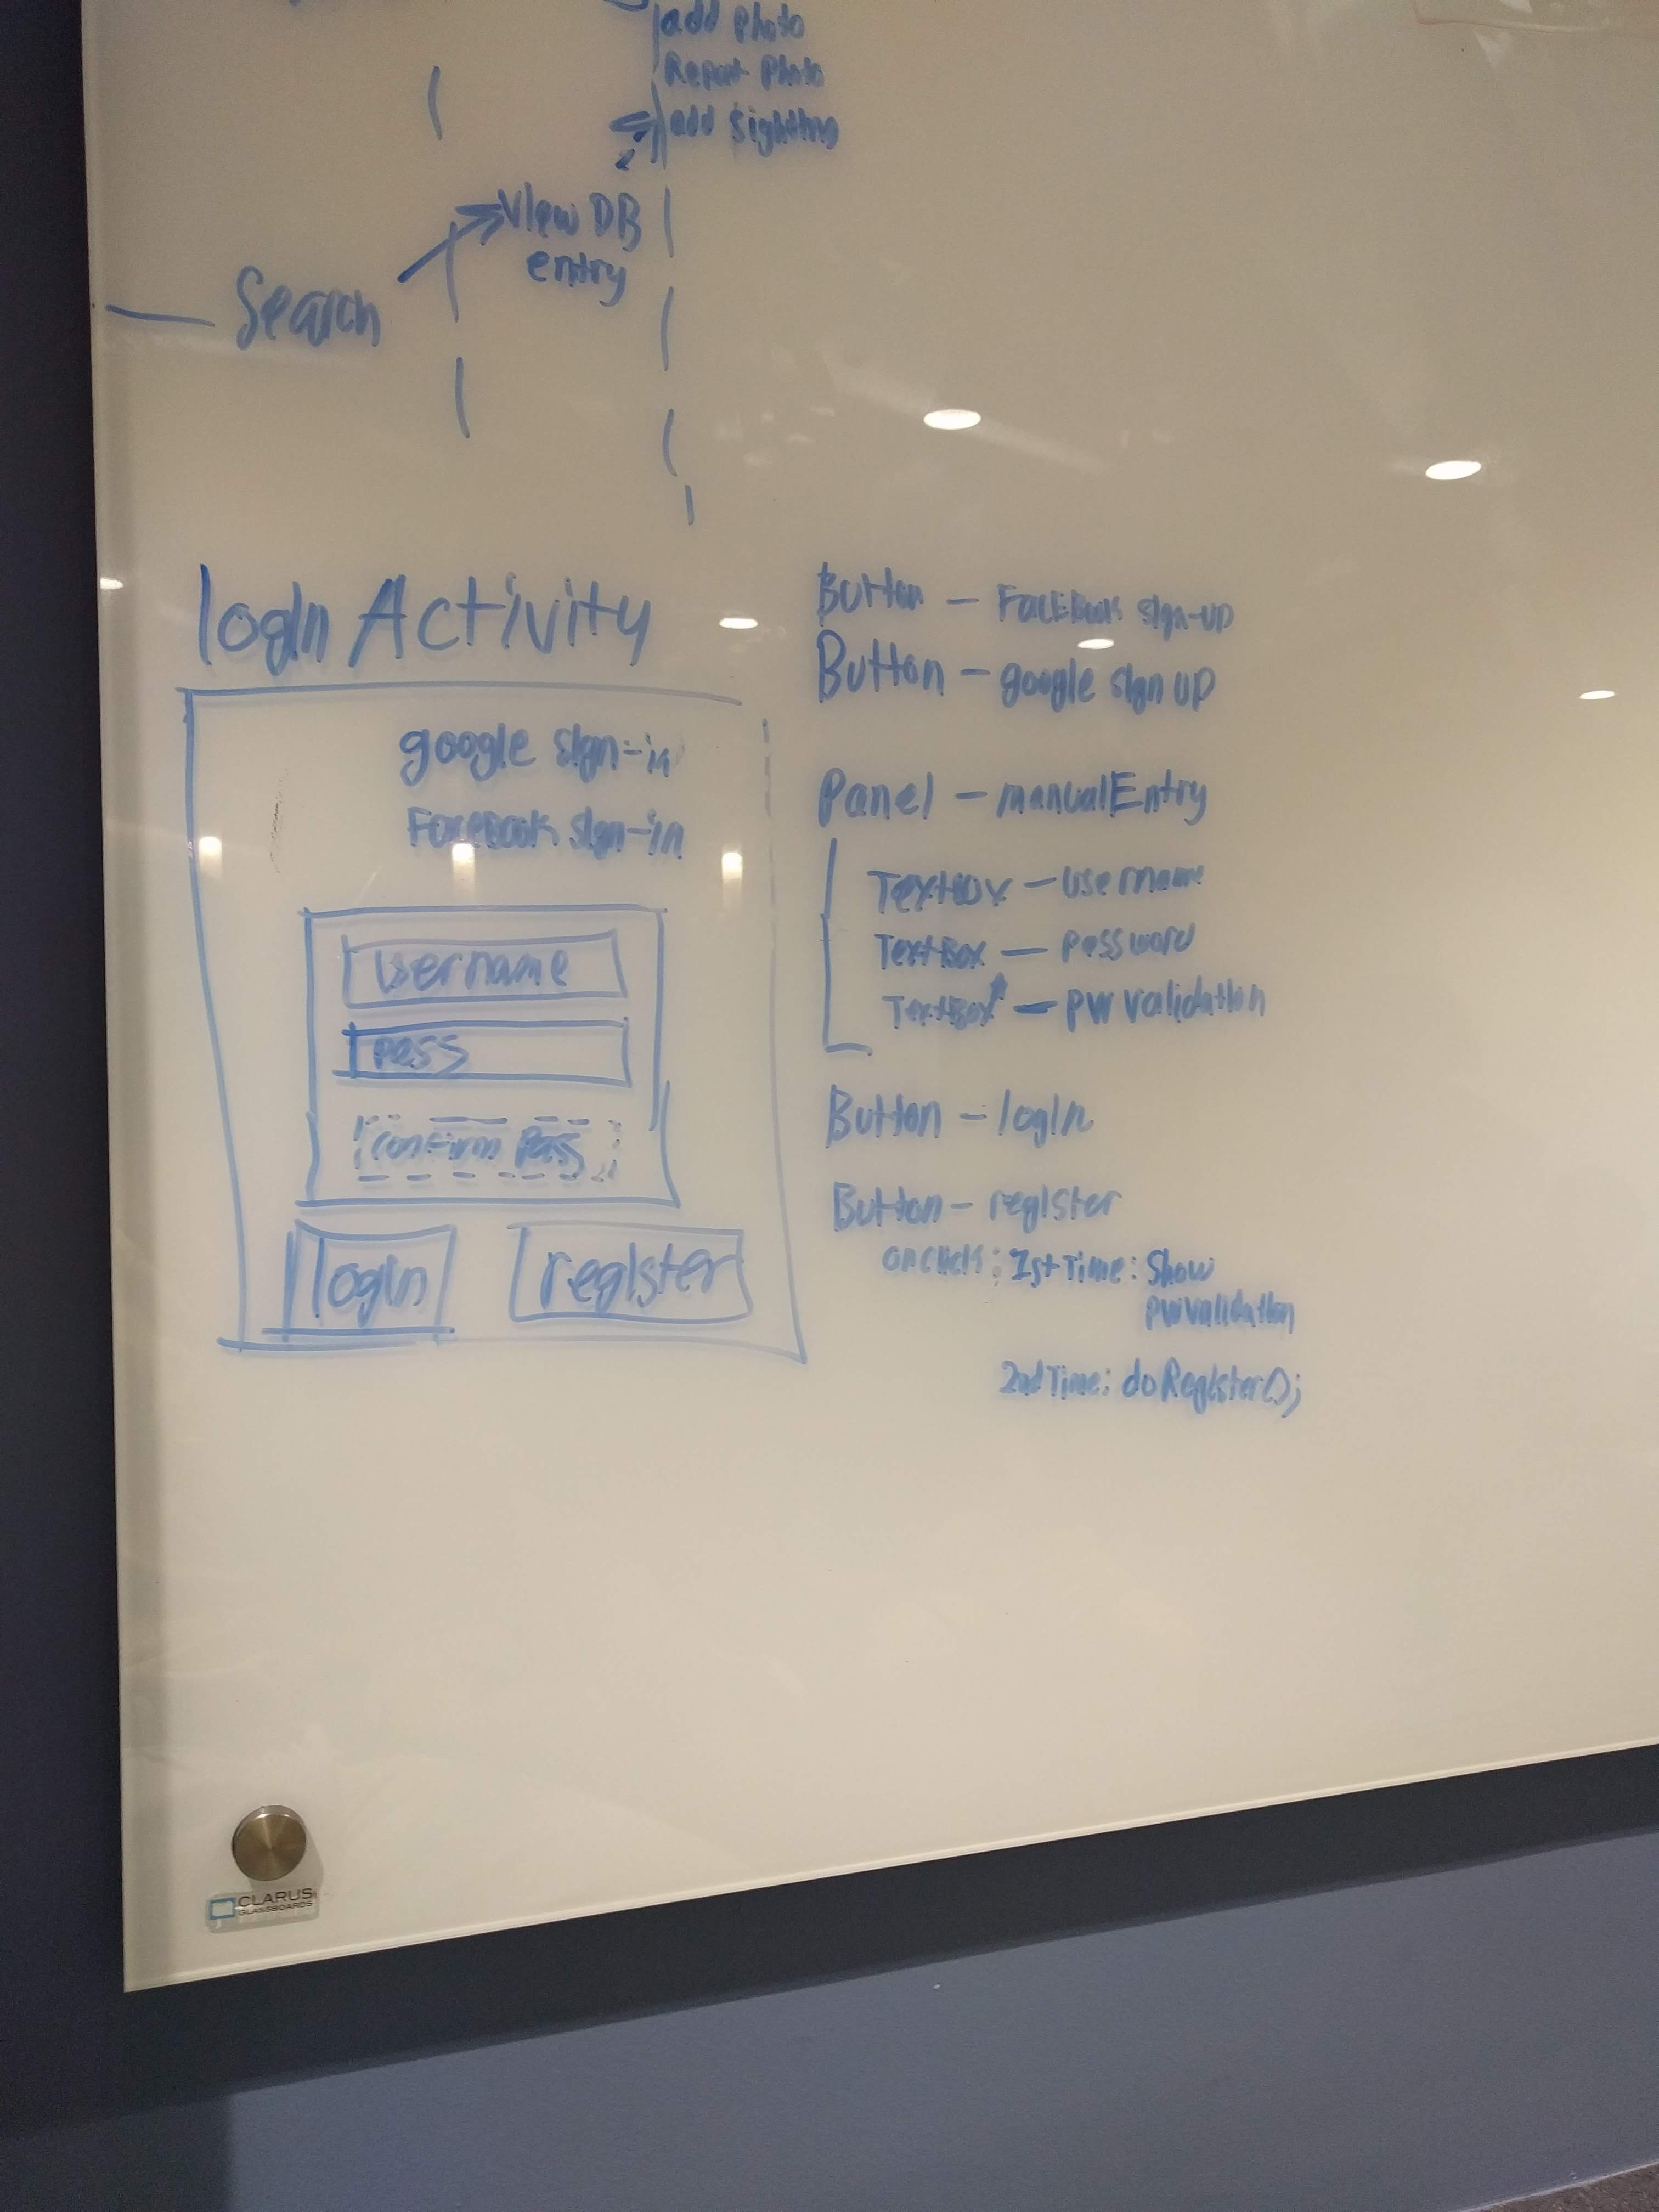 add photo
Report Photo
add sighting
View DB
entry
Search
logIn Activity
google sign-in
FaceBook sign-in
username
pass
confirm pass
login
register
Button - FaceBook sign-up
Button - google sign up
Panel - manualEntry
TextBox - username
TextBox - password
TextBox* - pw validation
Button - logIn
Button - register
onclick: 1st Time: Show
pwvalidation
2nd Time: doRegister();
CLARUS
GLASSBOARDS